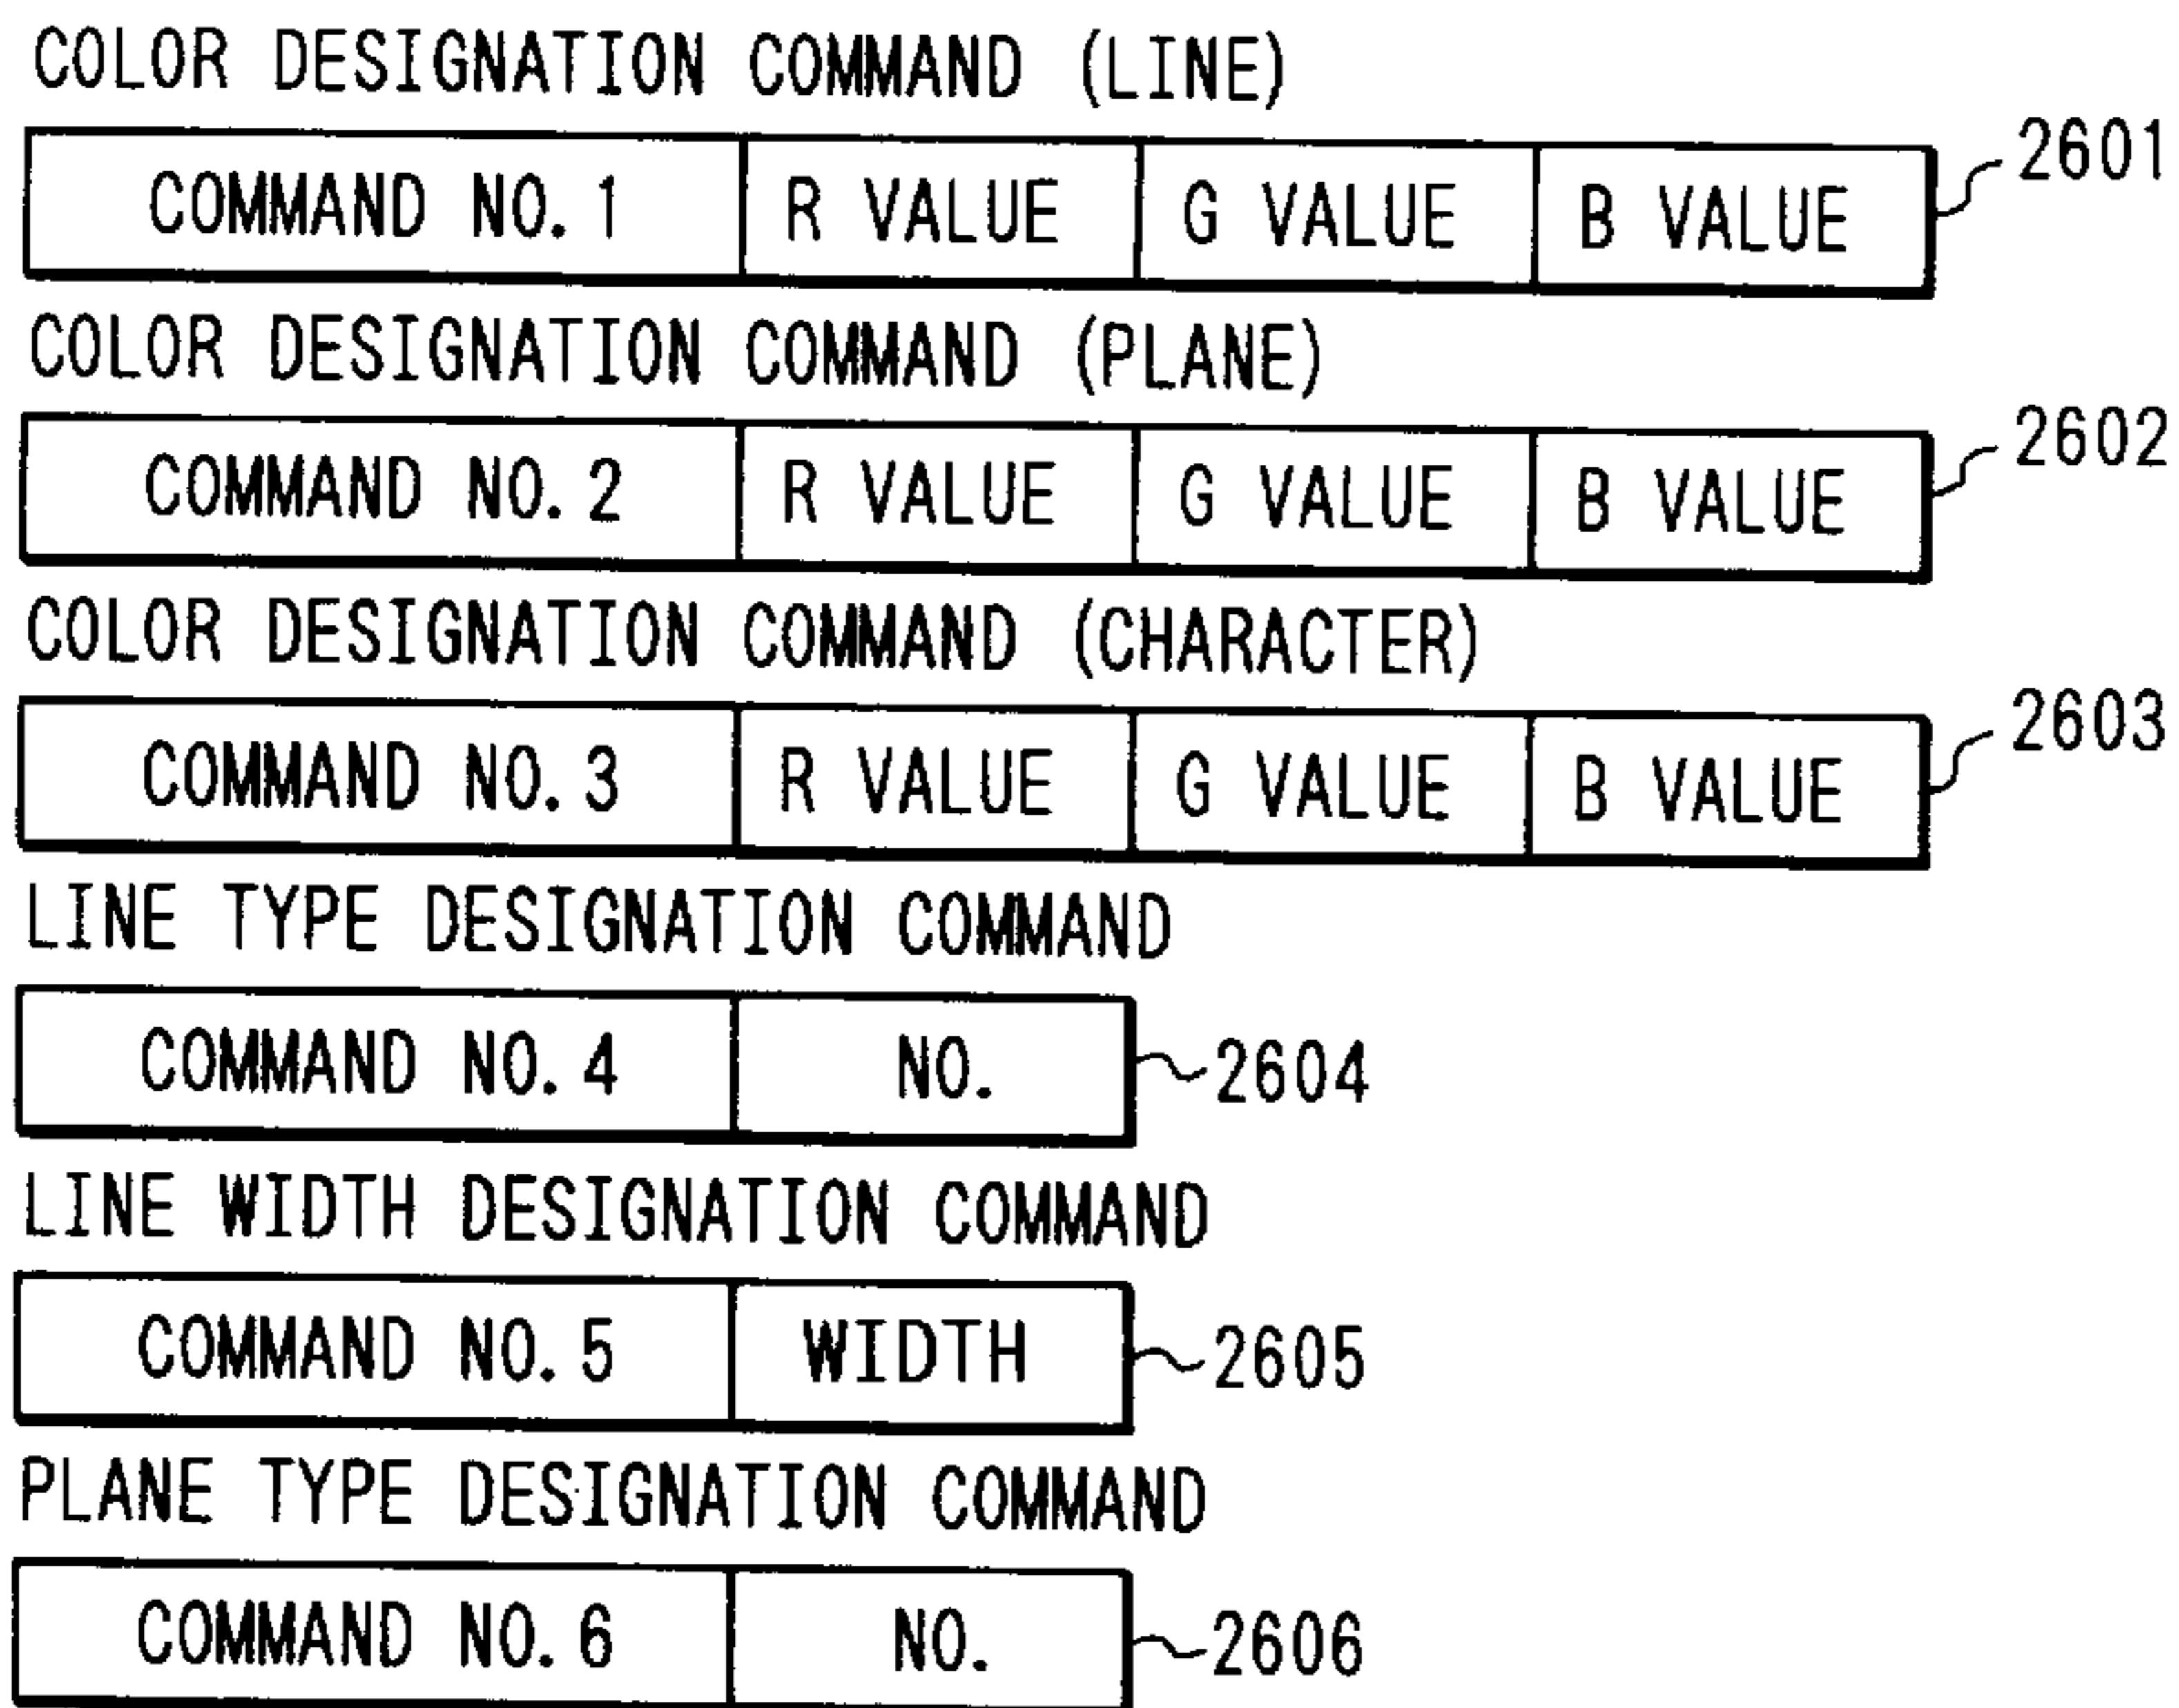 COLOR DESIGNATION COMMAND (LINE)
COMMAND NO. 1 R VALUE G VALUE B VALUE 2601
COLOR DESIGNATION COMMAND (PLANE)
COMMAND NO. 2 R VALUE G VALUE B VALUE 2602
COLOR DESIGNATION COMMAND (CHARACTER)
COMMAND NO. 3 R VALUE G VALUE B VALUE 2603
LINE TYPE DESIGNATION COMMAND
COMMAND NO. 4 NO. 2604
LINE WIDTH DESIGNATION COMMAND
COMMAND NO. 5 WIDTH 2605
PLANE TYPE DESIGNATION COMMAND
COMMAND NO. 6 NO. 2606